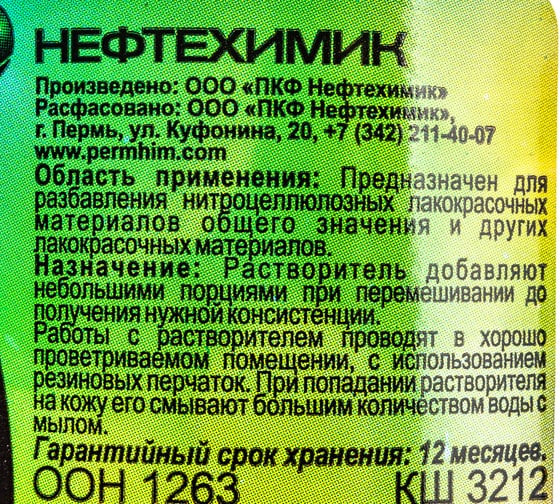 НЕФТЕХИМИК
Произведено: ООО «ПКФ Нефтехимик»
Расфасовано: ООО «ПКФ Нефтехимик»,
г. Пермь, ул. Куфонина, 20, +7 (342) 211-40-07
www.permhim.com
Область применения: Предназначен для
разбавления нитроцеллюлозных лакокрасочных
материалов общего значения и других
лакокрасочных материалов.
Назначение: Растворитель добавляют
небольшими порциями при перемешивании до
получения нужной консистенции.
Работы с растворителем проводят в хорошо
проветриваемом помещении, с использованием
резиновых перчаток. При попадании растворителя
на кожу его смывают большим количеством воды с
мылом.
Гарантийный срок хранения: 12 месяцев.
ООН 1263 КШ 3212